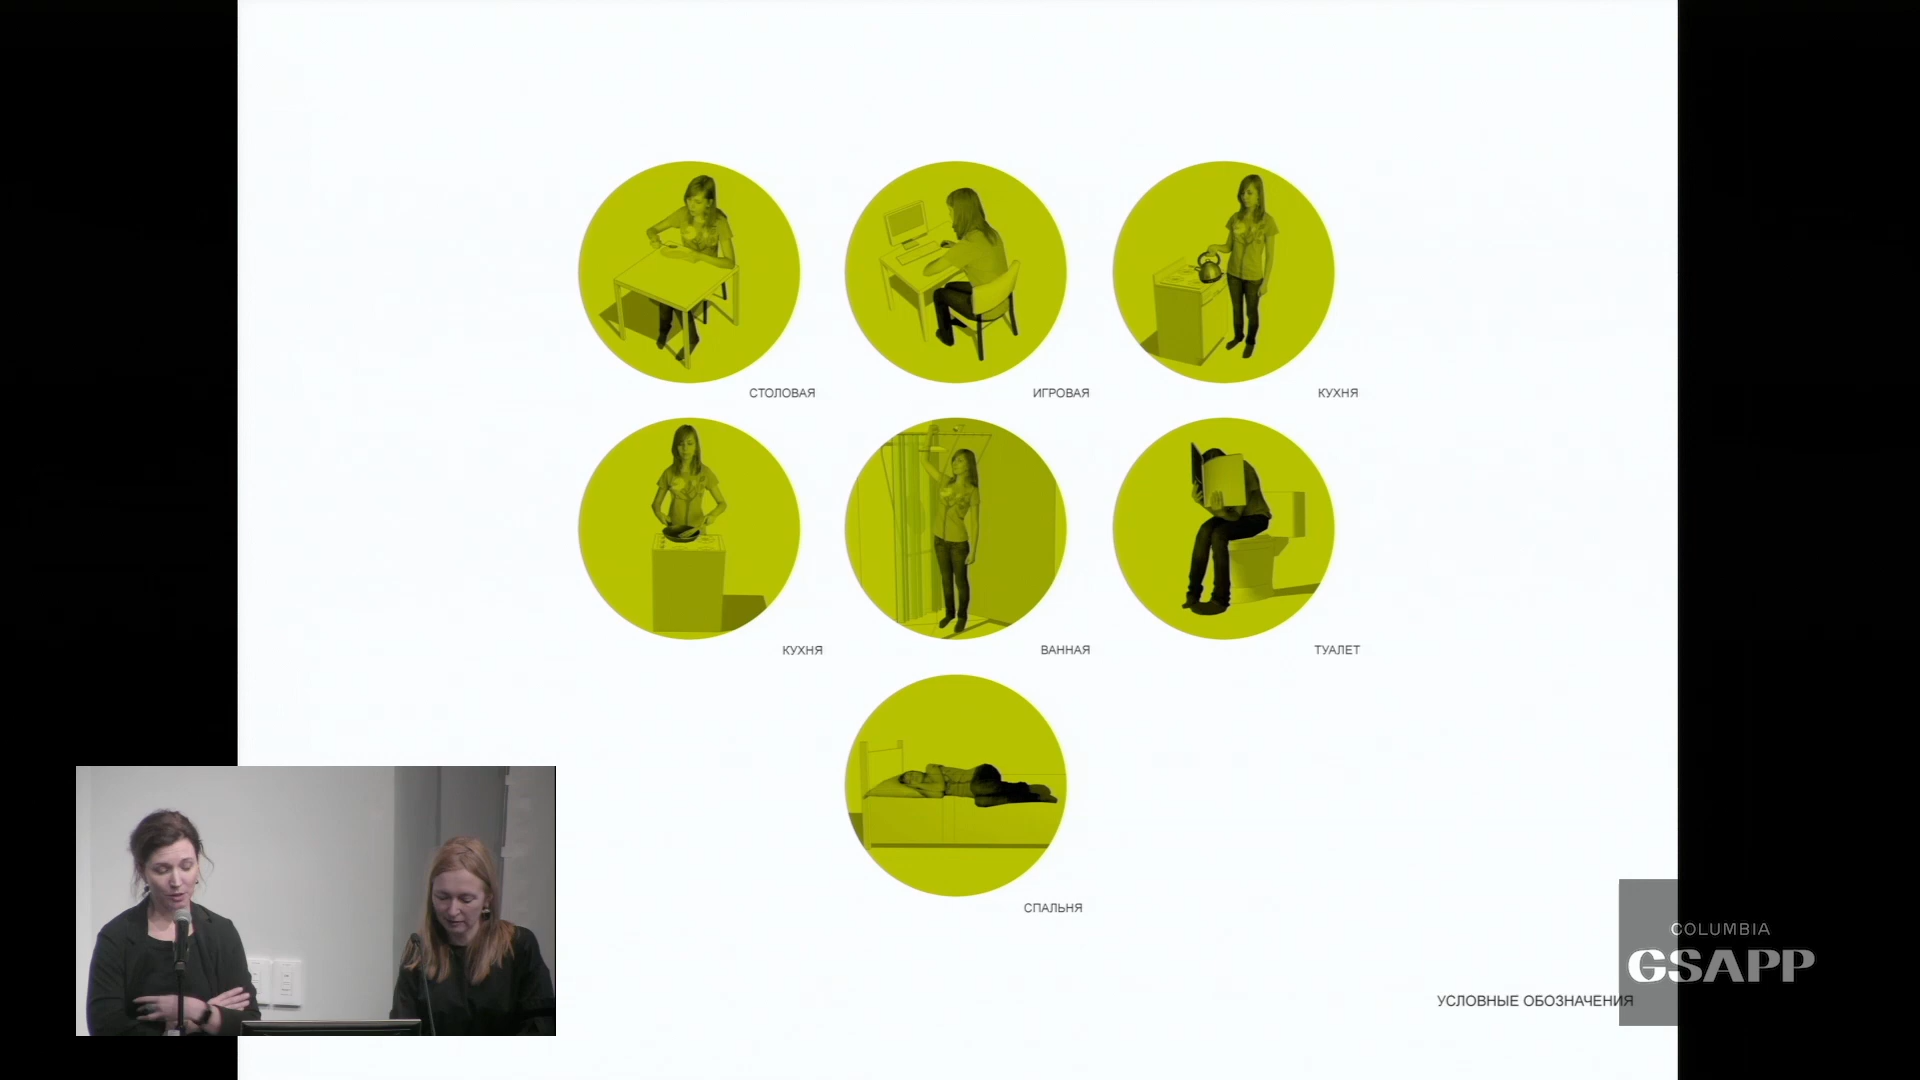 СТОЛОВАЯ
ИГРОВАЯ
КУХНЯ
КУХНЯ
ВАННАЯ
ТУАЛЕТ
СПАЛЬНЯ
COLUMBIA
GSAPP
УСЛОВНЫЕ ОБОЗНАЧЕНИЯ